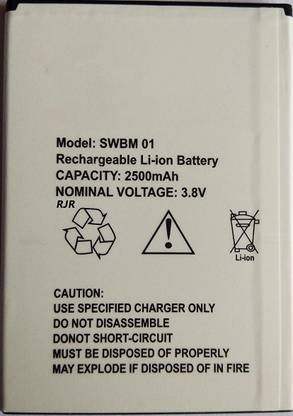 Model: SWBM 01
Rechargeable Li-ion Battery
CAPACITY: 2500mAh
NOMINAL VOLTAGE: 3.8V
RJR
Li-ion
CAUTION:
USE SPECIFIED CHARGER ONLY
DO NOT DISASSEMBLE
DONOT SHORT-CIRCUIT
MUST BE DISPOSED OF PROPERLY
MAY EXPLODE IF DISPOSED OF IN FIRE